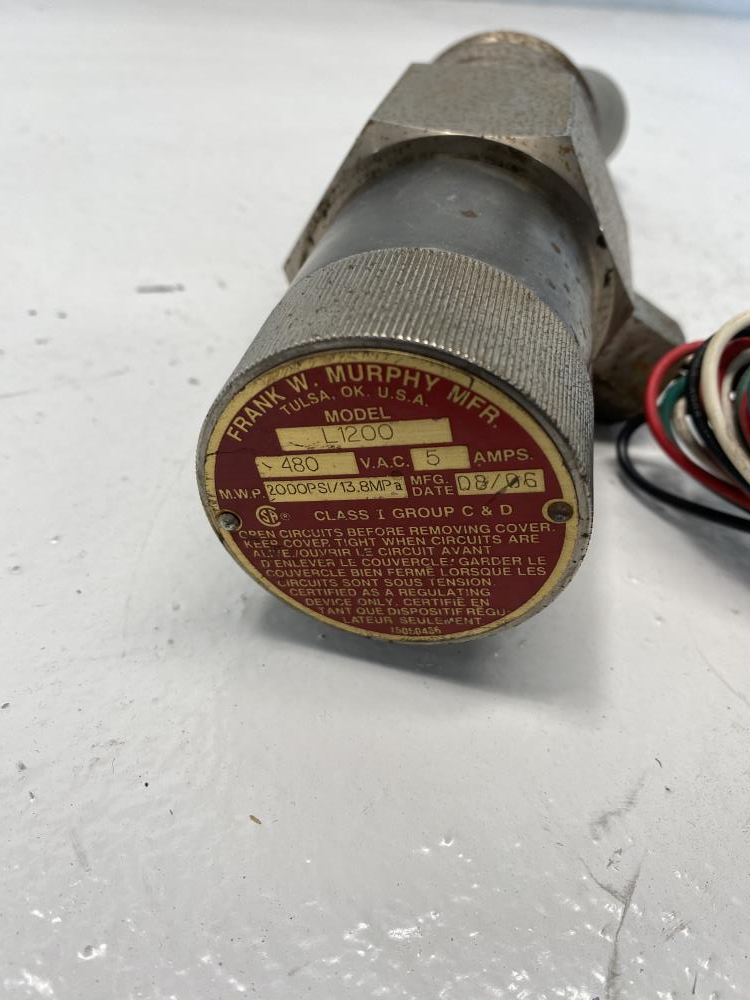 FRANK W. MURPHY MFR.
TULSA, OK. U.S.A.
MODEL
L1200
480 V.A.C. 5 AMPS.
M.W.P. 2000PSI/13.8MPa MFG. DATE 08/06
SA ® CLASS I GROUP C & D
OPEN CIRCUITS BEFORE REMOVING COVER.
KEEP COVER TIGHT WHEN CIRCUITS ARE
ALIVE/OUVRIR LE CIRCUIT AVANT
D'ENLEVER LE COUVERCLE. GARDER LE
COUVERCLE BIEN FERMÉ LORSQUE LES
CIRCUITS SONT SOUS TENSION.
CERTIFIED AS A REGULATING
DEVICE ONLY. CERTIFIÉ EN
TANT QUE DISPOSITIF RÉGU-
LATEUR SEULEMENT